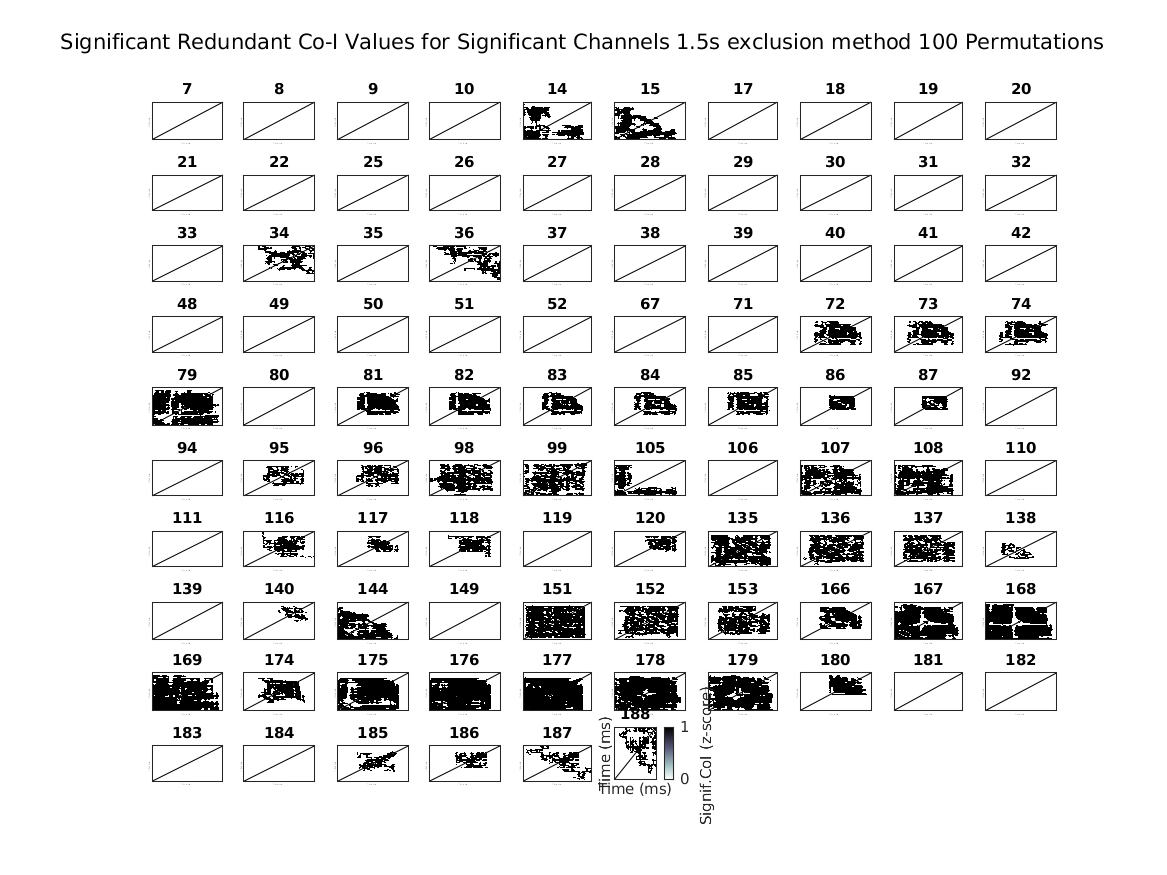 Significant Redundant Co-I Values for Significant Channels 1.5s exclusion method 100 Permutations
7 8 9 10 14 15 17 18 19 20
21 22 25 26 27 28 29 30 31 32
33 34 35 36 37 38 39 40 41 42
48 49 50 51 52 67 71 72 73 74
79 80 81 82 83 84 85 86 87 92
94 95 96 98 99 105 106 107 108 110
111 116 117 118 119 120 135 136 137 138
139 140 144 149 151 152 153 166 167 168
169 174 175 176 177 178 179 180 181 182
183 184 185 186 187 188
Time (ms)
Time (ms)
1
0
Signif.CoI (z-score)